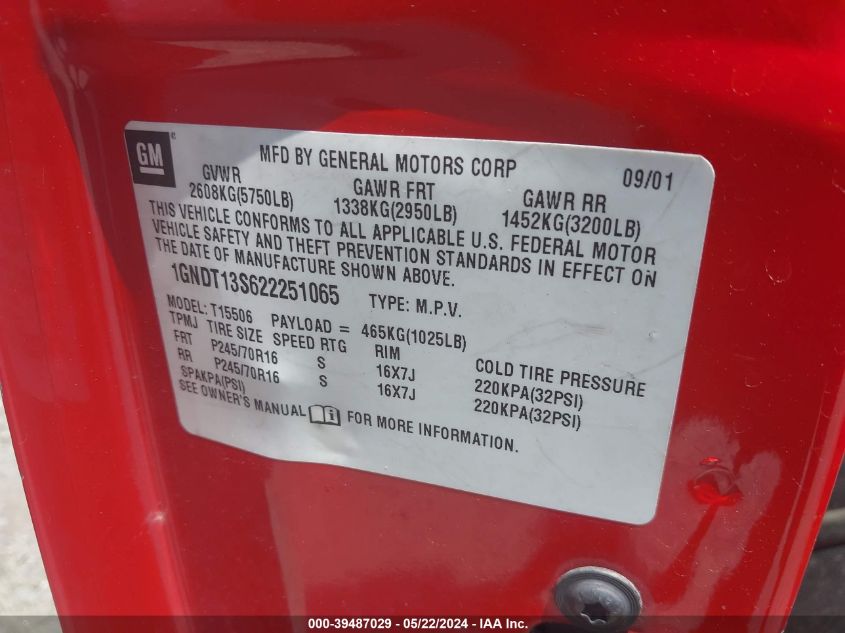 GM
MFD BY GENERAL MOTORS CORP 09/01
GVWR GAWR FRT GAWR RR
2608KG(5750LB) 1338KG(2950LB) 1452KG(3200LB)
THIS VEHICLE CONFORMS TO ALL APPLICABLE U.S. FEDERAL MOTOR
VEHICLE SAFETY AND THEFT PREVENTION STANDARDS IN EFFECT ON
THE DATE OF MANUFACTURE SHOWN ABOVE.
1GNDT13S622251065 TYPE: M.P.V.
MODEL: T15506 PAYLOAD = 465KG(1025LB)
TPMJ TIRE SIZE SPEED RTG RIM COLD TIRE PRESSURE
FRT P245/70R16 S 16X7J 220KPA(32PSI)
RR P245/70R16 S 16X7J 220KPA(32PSI)
SPAKPA(PSI)
SEE OWNER'S MANUAL FOR MORE INFORMATION.
000-39487029 - 05/22/2024 - IAA Inc.